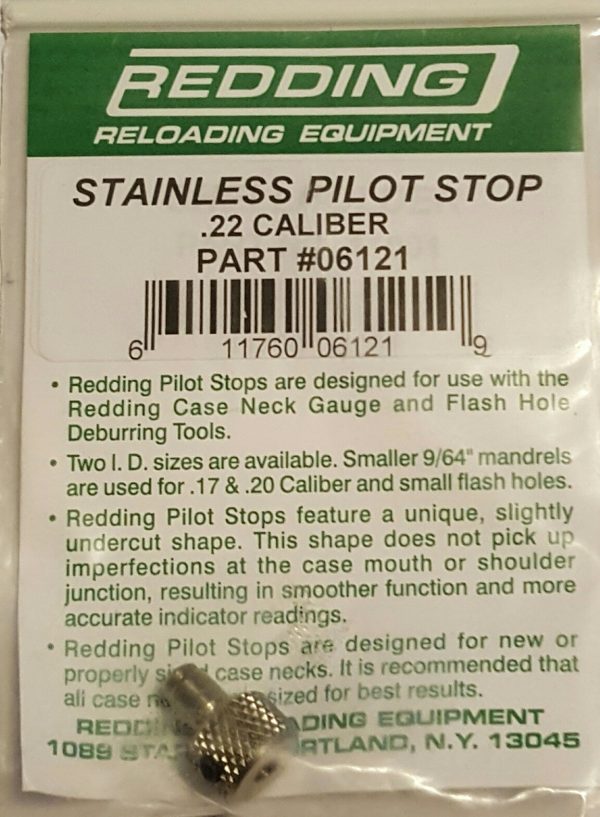 REDDING
RELOADING EQUIPMENT
STAINLESS PILOT STOP
.22 CALIBER
PART #06121
6 11760 06121 9
• Redding Pilot Stops are designed for use with the
Redding Case Neck Gauge and Flash Hole
Deburring Tools.
• Two I. D. sizes are available. Smaller 9/64" mandrels
are used for .17 & .20 Caliber and small flash holes.
• Redding Pilot Stops feature a unique, slightly
undercut shape. This shape does not pick up
imperfections at the case mouth or shoulder
junction, resulting in smoother function and more
accurate indicator readings.
• Redding Pilot Stops are designed for new or
properly case necks. It is recommended that
all case sized for best results.
REDDING EQUIPMENT
1089 N.Y. 13045